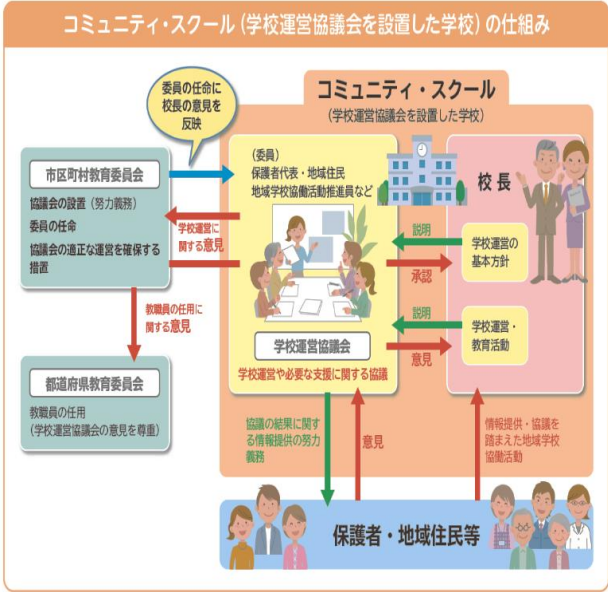 コミュニティ・スクール(学校運営協議会を設置した学校)の仕組み
委員の任命に
校長の意見を
反映
コミュニティ・スクール
(学校運営協議会を設置した学校)
市区町村教育委員会
協議会の設置(努力義務)
委員の任命
協議会の適正な運営を確保する
措置
学校運営に
関する意見
(委員)
保護者代表・地域住民
地域学校協働活動推進員など
校長
説明
学校運営の
基本方針
承認
説明
学校運営・
教育活動
意見
教職員の任用に
関する意見
学校運営協議会
学校運営や必要な支援に関する協議
都道府県教育委員会
教職員の任用
(学校運営協議会の意見を尊重)
協議の結果に関す
る情報提供の努力
義務
意見
情報提供・協議を
踏まえた地域学校
協働活動
保護者・地域住民等